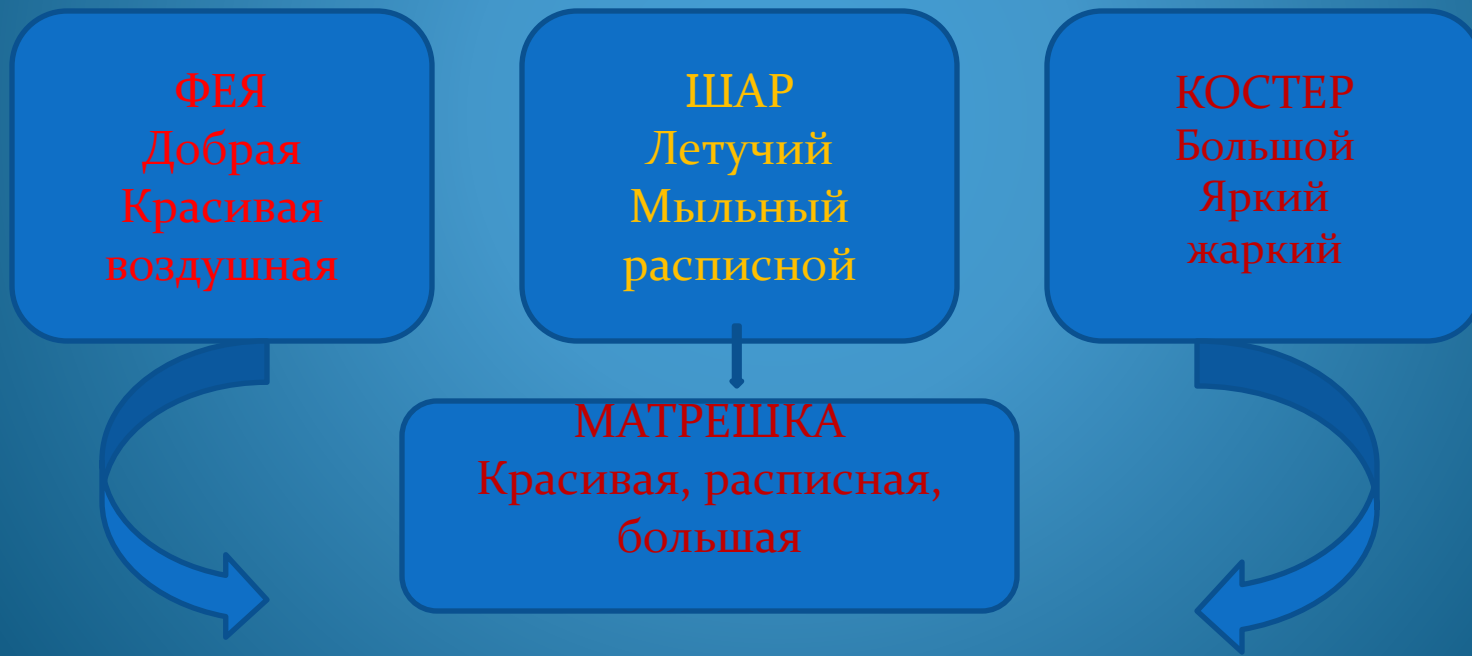 ФЕЯ
Добрая
Красивая
воздушная
ШАР
Летучий
Мыльный
расписной
КОСТЕР
Большой
Яркий
жаркий
МАТРЕШКА
Красивая, расписная,
большая